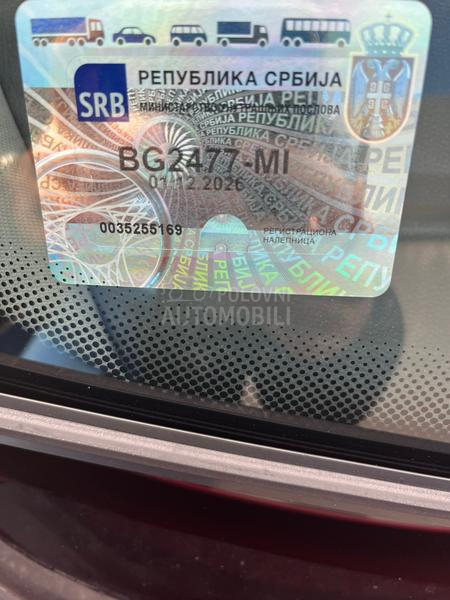 SRB
РЕПУБЛИКА СРБИЈА
МИНИСТАРСТВО УНУТРАШЊИХ ПОСЛОВА
BG2477-MI
01.12.2026
0035255169
РЕГИСТРАЦИОНА
НАЛЕПНИЦА
POLOVNI
AUTOMOBILI